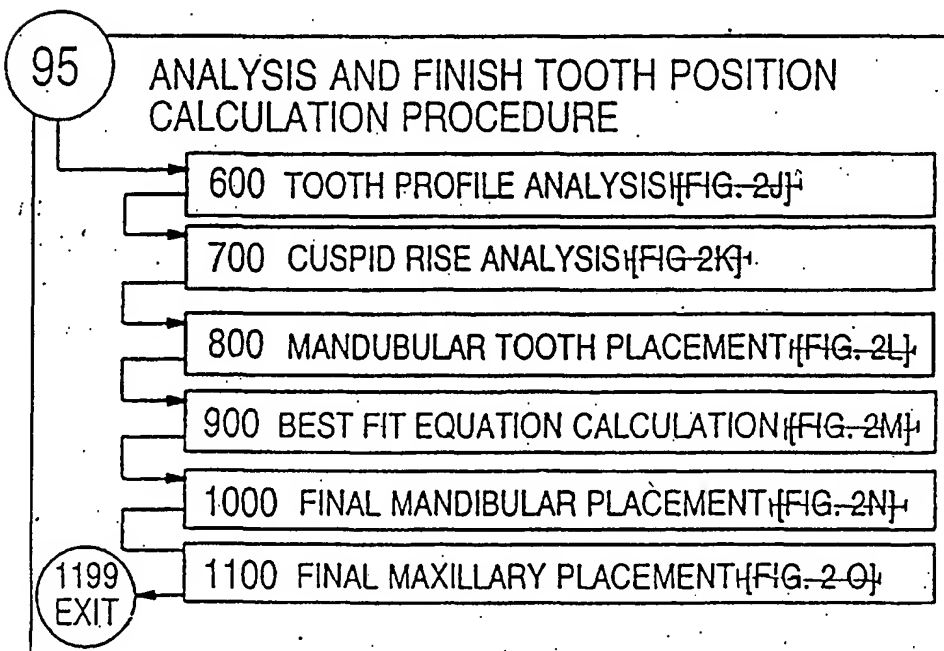 95
ANALYSIS AND FINISH TOOTH POSITION
CALCULATION PROCEDURE
600 TOOTH PROFILE ANALYSIS [FIG. 2J]
700 CUSPID RISE ANALYSIS [FIG 2K]
800 MANDUBULAR TOOTH PLACEMENT [FIG. 2L]
900 BEST FIT EQUATION CALCULATION [FIG. 2M]
1000 FINAL MANDIBULAR PLACEMENT [FIG. 2N]
1100 FINAL MAXILLARY PLACEMENT [FIG. 2 O]
1199
EXIT